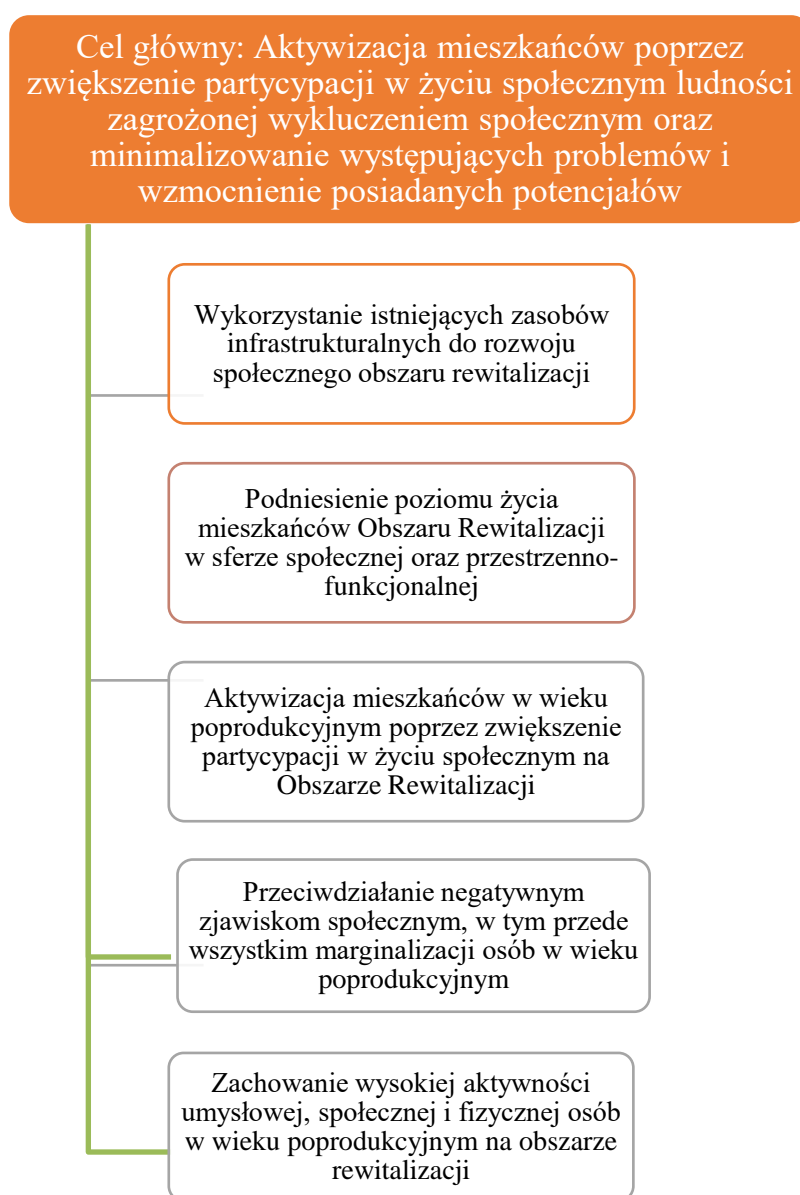 Cel główny: Aktywizacja mieszkańców poprzez
zwiększenie partycypacji w życiu społecznym ludności
zagrożonej wykluczeniem społecznym oraz
minimalizowanie występujących problemów i
wzmocnienie posiadanych potencjałów
Wykorzystanie istniejących zasobów
infrastrukturalnych do rozwoju
społecznego obszaru rewitalizacji
Podniesienie poziomu życia
mieszkańców Obszaru Rewitalizacji
w sferze społecznej oraz przestrzenno-
funkcjonalnej
Aktywizacja mieszkańców w wieku
poprodukcyjnym poprzez zwiększenie
partycypacji w życiu społecznym na
Obszarze Rewitalizacji
Przeciwdziałanie negatywnym
zjawiskom społecznym, w tym przede
wszystkim marginalizacji osób w wieku
poprodukcyjnym
Zachowanie wysokiej aktywności
umysłowej, społecznej i fizycznej osób
w wieku poprodukcyjnym na obszarze
rewitalizacji